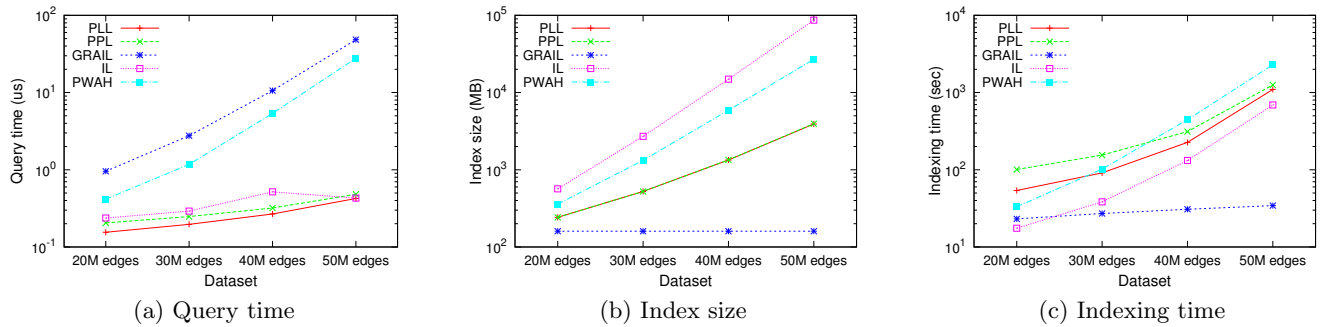 Query time (us)
10^2
10^1
10^0
10^-1
PLL
PPL
GRAIL
IL
PWAH
20M edges 30M edges 40M edges 50M edges
Dataset
(a) Query time
Index size (MB)
10^5
10^4
10^3
10^2
PLL
PPL
GRAIL
IL
PWAH
20M edges 30M edges 40M edges 50M edges
Dataset
(b) Index size
Indexing time (sec)
10^4
10^3
10^2
10^1
PLL
PPL
GRAIL
IL
PWAH
20M edges 30M edges 40M edges 50M edges
Dataset
(c) Indexing time